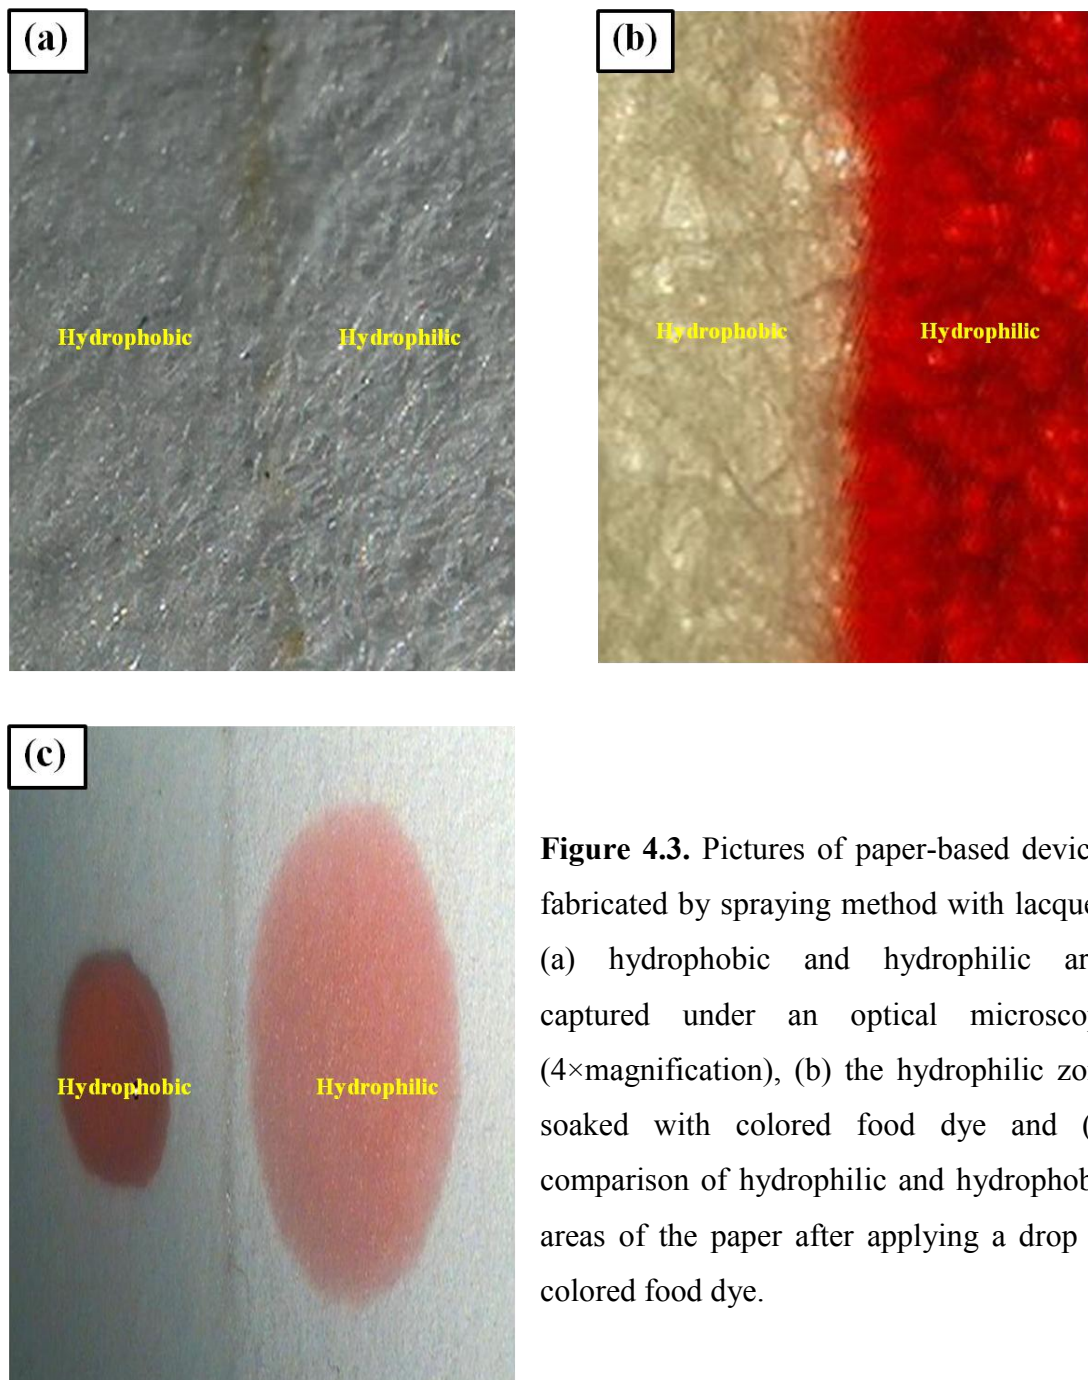 (a)
Hydrophobic
Hydrophilic
(b)
Hydrophobic
Hydrophilic
(c)
Hydrophobic
Hydrophilic
Figure 4.3. Pictures of paper-based devic
fabricated by spraying method with lacque
(a) hydrophobic and hydrophilic ar
captured under an optical microscop
(4×magnification), (b) the hydrophilic zo
soaked with colored food dye and (
comparison of hydrophilic and hydrophob
areas of the paper after applying a drop
colored food dye.